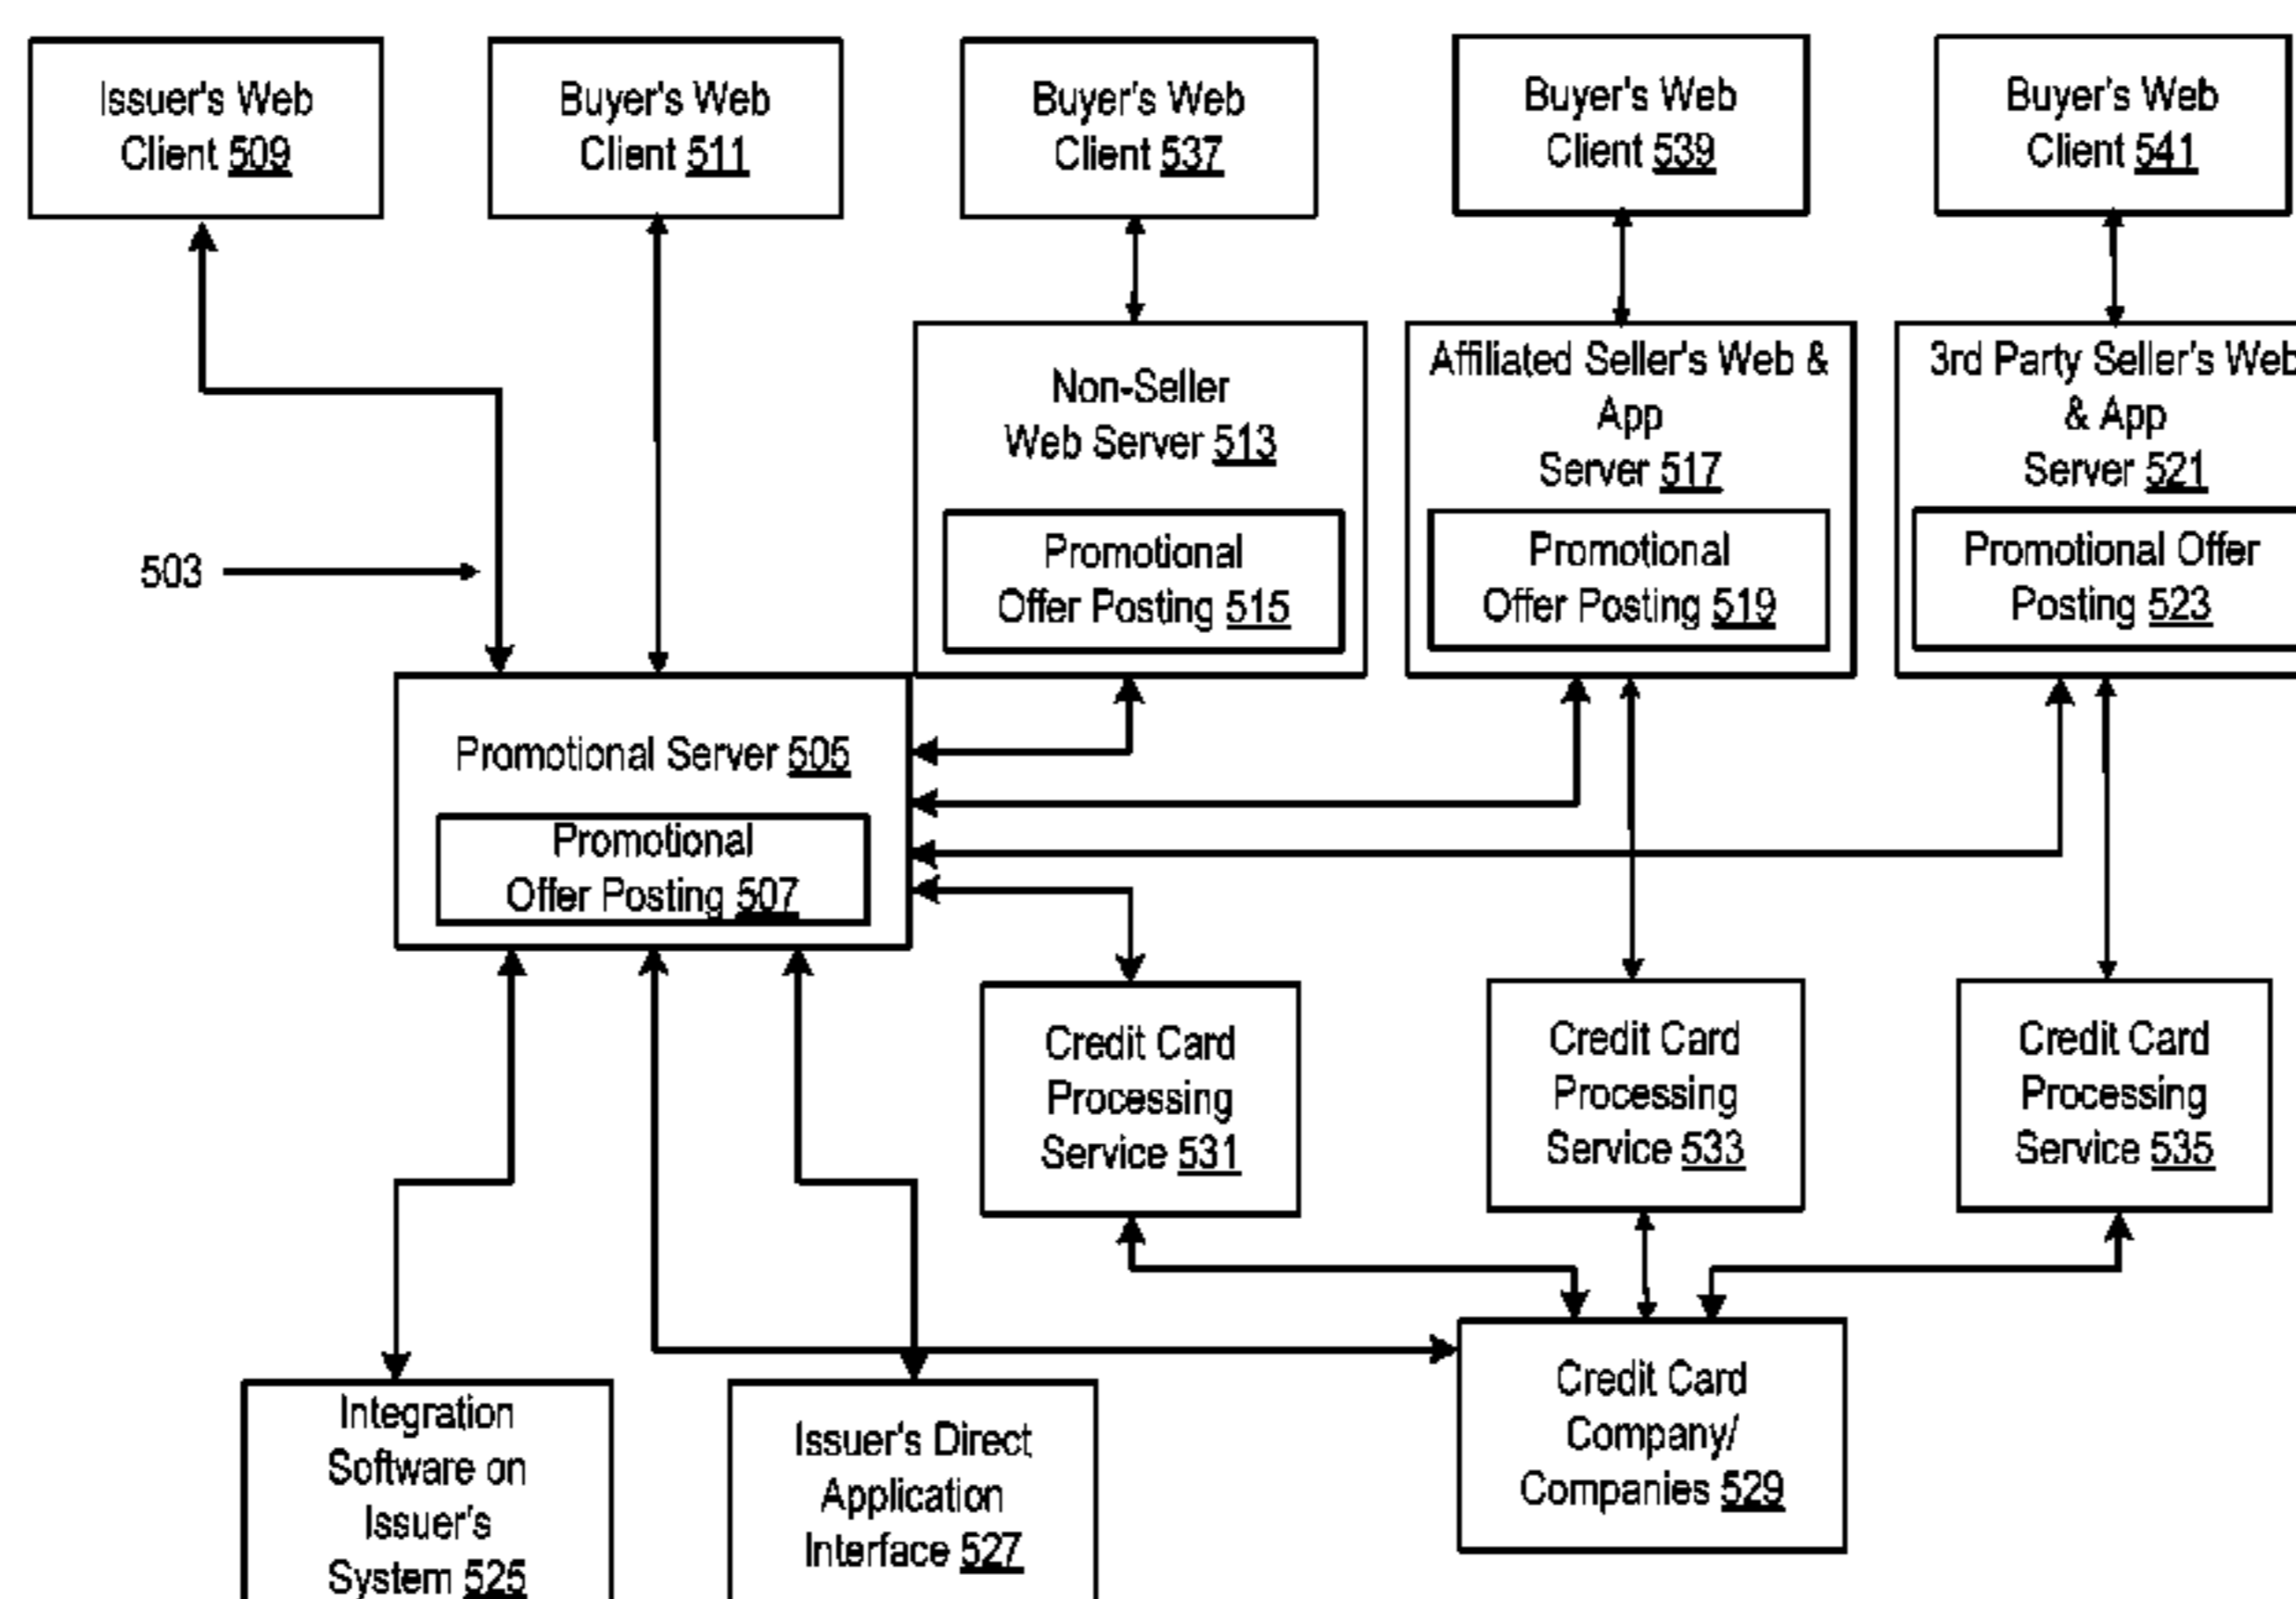 Issuer's Web
Client 509
Buyer's Web
Client 511
Buyer's Web
Client 537
Buyer's Web
Client 539
Buyer's Web
Client 541
Non-Seller
Web Server 513
Promotional
Offer Posting 515
Affiliated Seller's Web &
App
Server 517
Promotional
Offer Posting 519
3rd Party Seller's Web
& App
Server 521
Promotional Offer
Posting 523
503
Promotional Server 505
Promotional
Offer Posting 507
Credit Card
Processing
Service 531
Credit Card
Processing
Service 533
Credit Card
Processing
Service 535
Integration
Software on
Issuer's
System 525
Issuer's Direct
Application
Interface 527
Credit Card
Company/
Companies 529